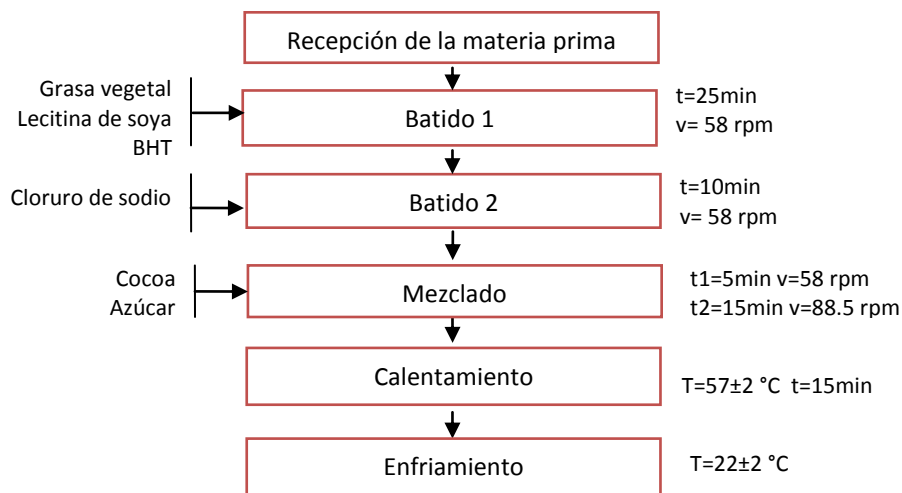 Recepción de la materia prima
Grasa vegetal
Lecitina de soya
BHT
Batido 1
t=25min
v= 58 rpm
Cloruro de sodio
Batido 2
t=10min
v= 58 rpm
Cocoa
Azúcar
Mezclado
t1=5min v=58 rpm
t2=15min v=88.5 rpm
Calentamiento
T=57±2 °C t=15min
Enfriamiento
T=22±2 °C